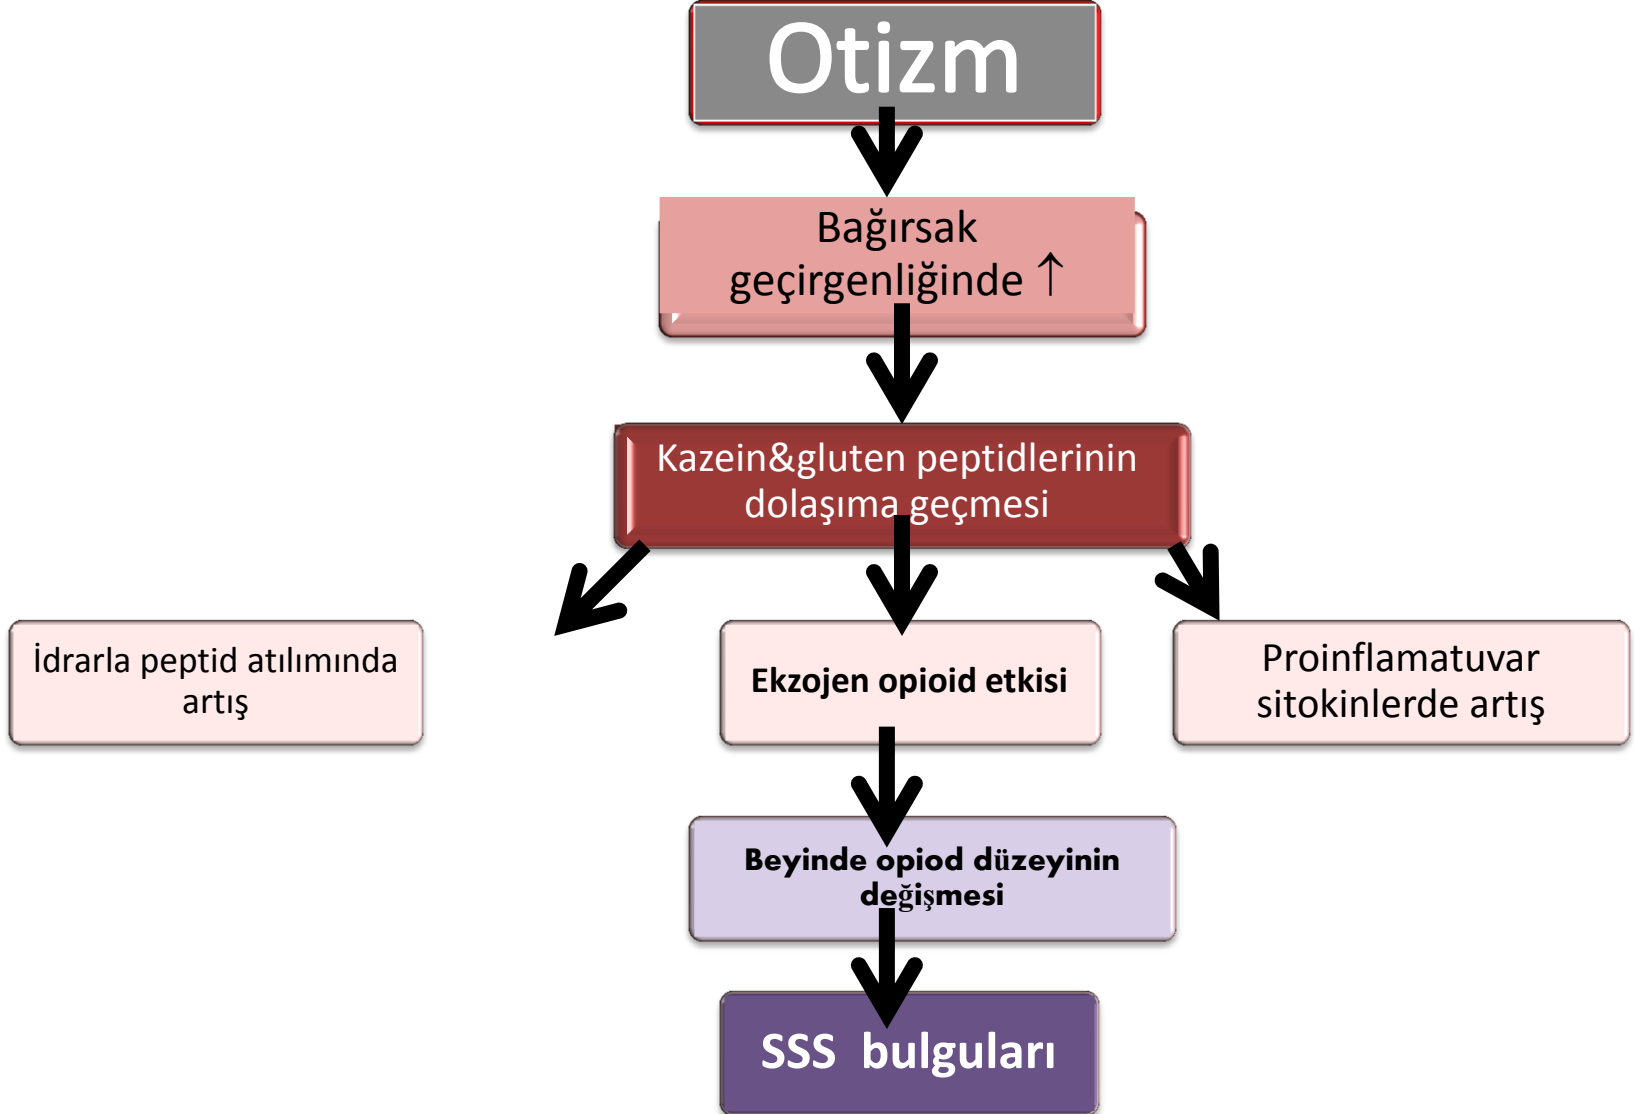 Otizm
Bağırsak
geçirgenliğinde ↑
Kazein&gluten peptidlerinin
dolaşıma geçmesi
İdrarla peptid atılımında
artış
Ekzojen opioid etkisi
Proinflamatuvar
sitokinlerde artış
Beyinde opiod düzeyinin
değişmesi
SSS bulguları